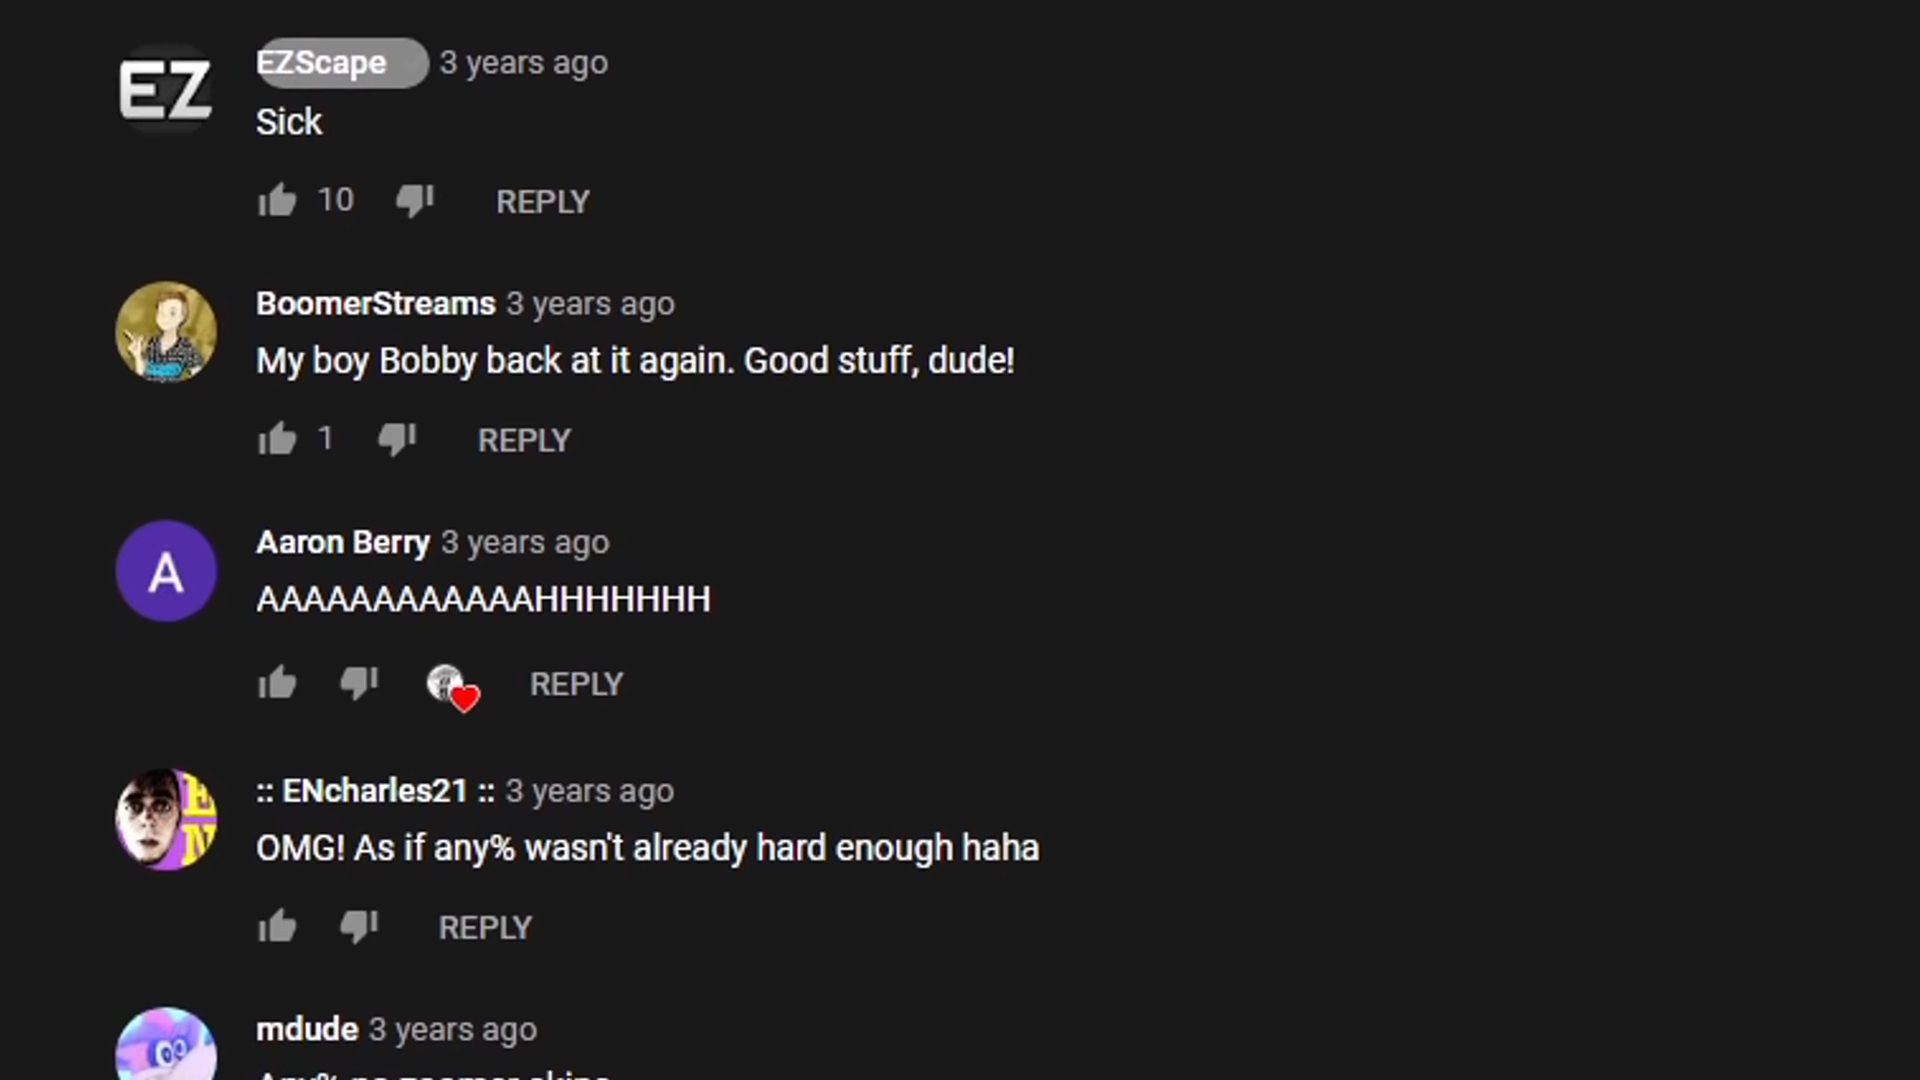 EZ
EZScape 3 years ago
Sick
10 REPLY
BoomerStreams 3 years ago
My boy Bobby back at it again. Good stuff, dude!
1 REPLY
A
Aaron Berry 3 years ago
AAAAAAAAAAAAHHHHHHH
REPLY
EN
:: ENcharles21 :: 3 years ago
OMG! As if any% wasn't already hard enough haha
REPLY
mdude 3 years ago